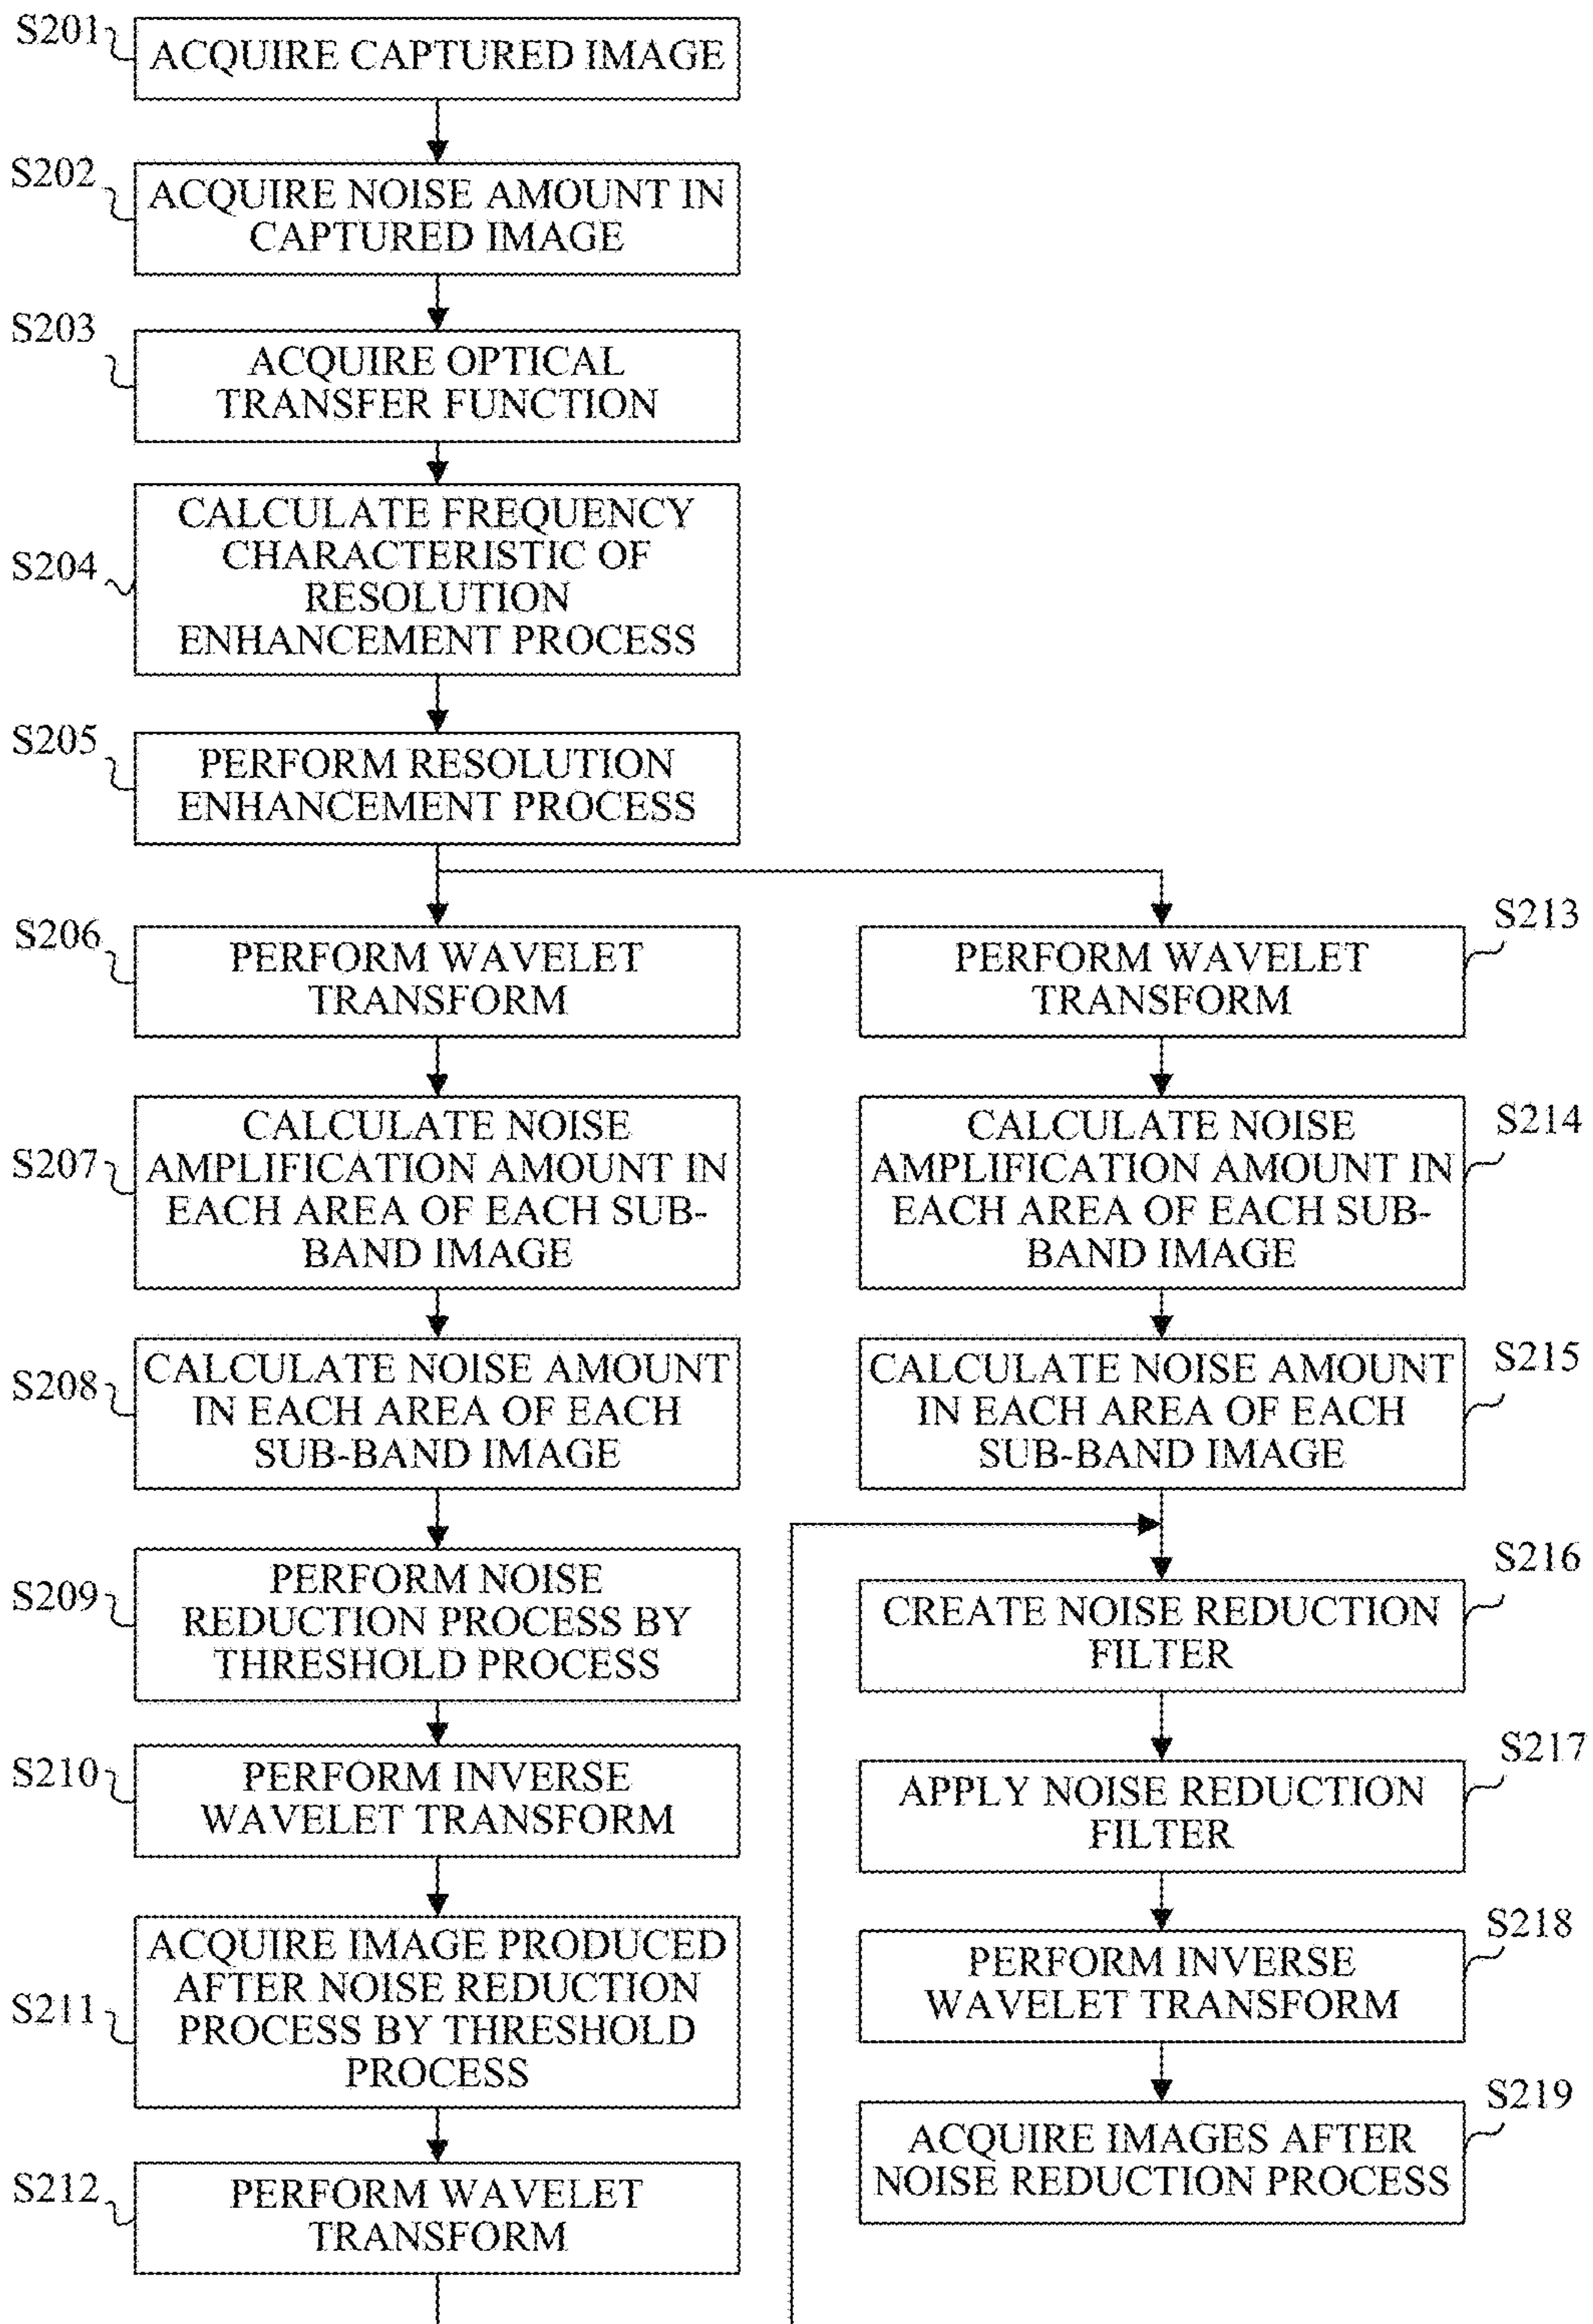 S201
ACQUIRE CAPTURED IMAGE
S202
ACQUIRE NOISE AMOUNT IN
CAPTURED IMAGE
S203
ACQUIRE OPTICAL
TRANSFER FUNCTION
S204
CALCULATE FREQUENCY
CHARACTERISTIC OF
RESOLUTION
ENHANCEMENT PROCESS
S205
PERFORM RESOLUTION
ENHANCEMENT PROCESS
S206
PERFORM WAVELET
TRANSFORM
S207
CALCULATE NOISE
AMPLIFICATION AMOUNT IN
EACH AREA OF EACH SUB-
BAND IMAGE
S208
CALCULATE NOISE AMOUNT
IN EACH AREA OF EACH
SUB-BAND IMAGE
S209
PERFORM NOISE
REDUCTION PROCESS BY
THRESHOLD PROCESS
S210
PERFORM INVERSE
WAVELET TRANSFORM
S211
ACQUIRE IMAGE PRODUCED
AFTER NOISE REDUCTION
PROCESS BY THRESHOLD
PROCESS
S212
PERFORM WAVELET
TRANSFORM
S213
PERFORM WAVELET
TRANSFORM
S214
CALCULATE NOISE
AMPLIFICATION AMOUNT IN
EACH AREA OF EACH SUB-
BAND IMAGE
S215
CALCULATE NOISE AMOUNT
IN EACH AREA OF EACH
SUB-BAND IMAGE
S216
CREATE NOISE REDUCTION
FILTER
S217
APPLY NOISE REDUCTION
FILTER
S218
PERFORM INVERSE
WAVELET TRANSFORM
S219
ACQUIRE IMAGES AFTER
NOISE REDUCTION PROCESS